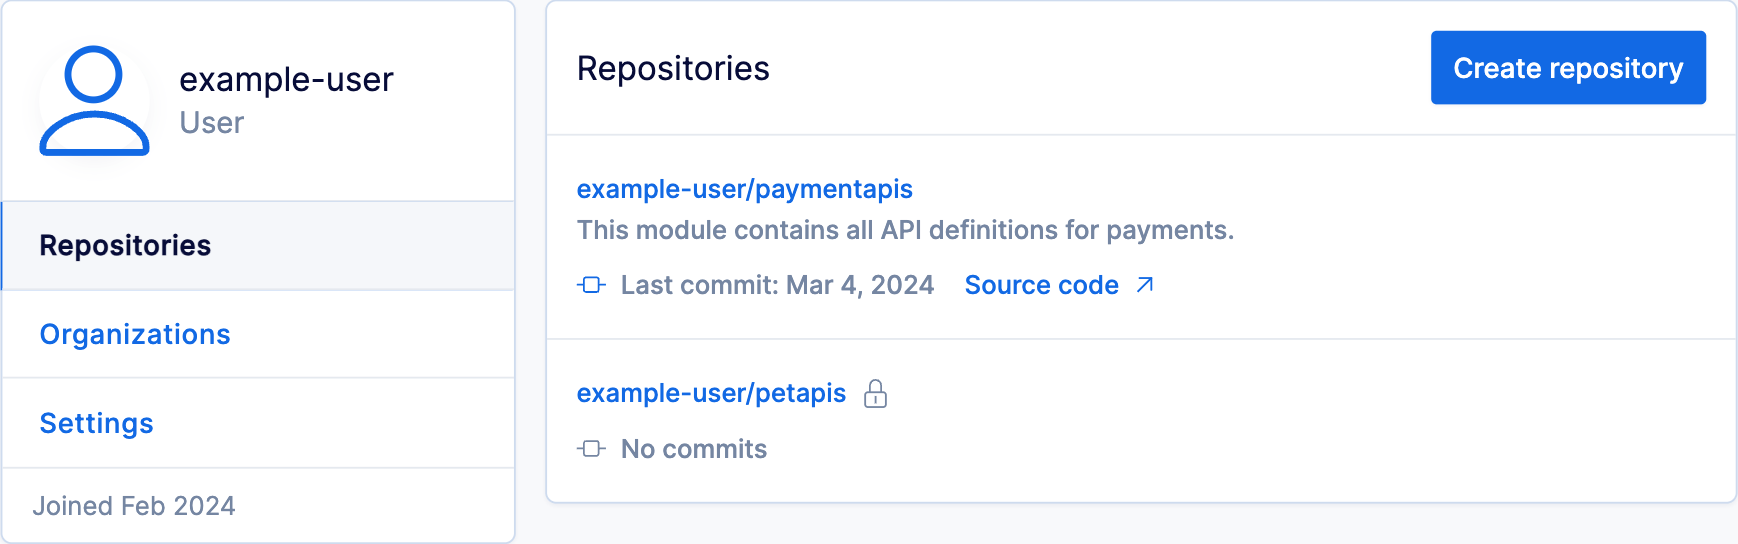 example-user
User
Repositories
Organizations
Settings
Joined Feb 2024
Repositories
Create repository
example-user/paymentapis
This module contains all API definitions for payments.
Last commit: Mar 4, 2024 Source code
example-user/petapis
No commits